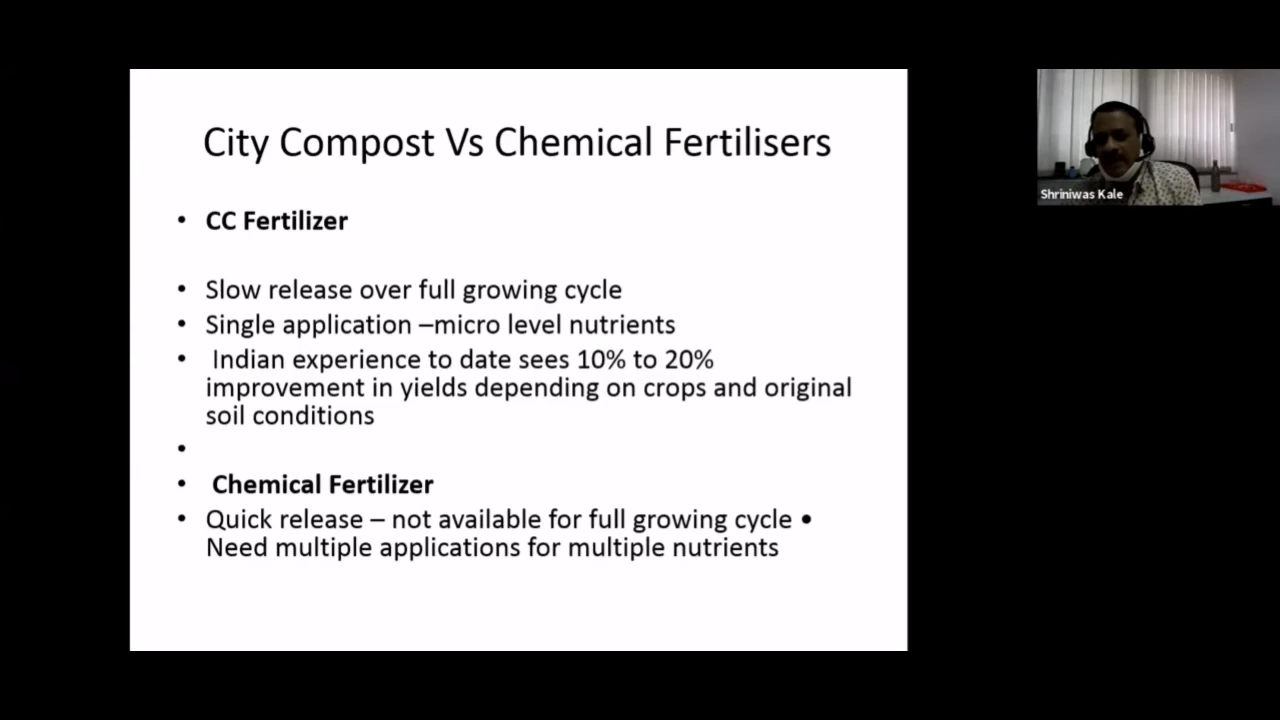 City Compost Vs Chemical Fertilisers
• CC Fertilizer
• Slow release over full growing cycle
• Single application –micro level nutrients
• Indian experience to date sees 10% to 20%
improvement in yields depending on crops and original
soil conditions
•
• Chemical Fertilizer
• Quick release – not available for full growing cycle •
Need multiple applications for multiple nutrients
Shriniwas Kale